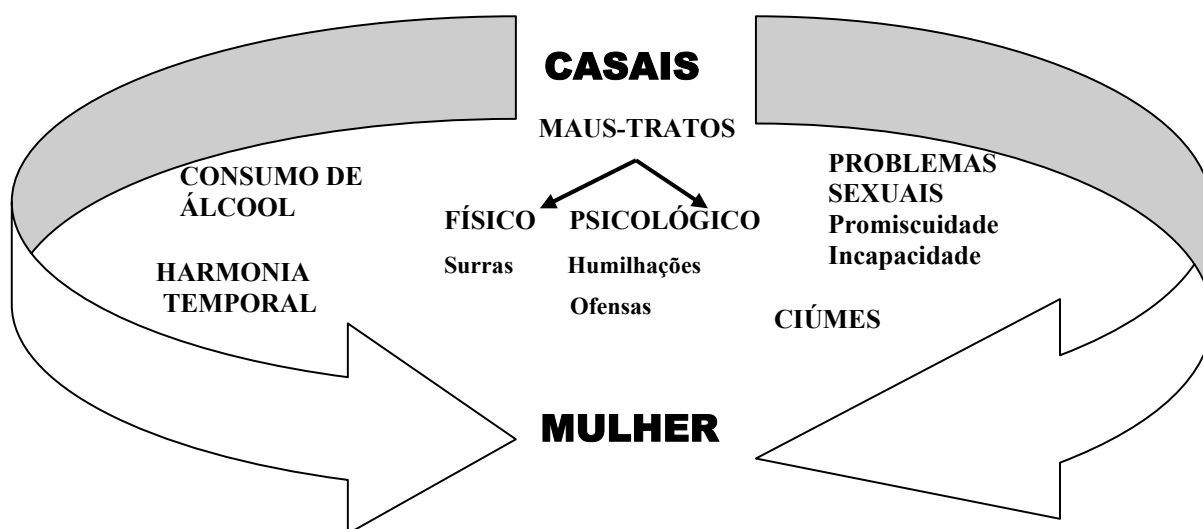 CASAIS
MAUS-TRATOS
CONSUMO DE
ÁLCOOL
HARMONIA
TEMPORAL
FÍSICO
Surras
PSICOLÓGICO
Humilhações
Ofensas
PROBLEMAS
SEXUAIS
Promiscuidade
Incapacidade
CIÚMES
MULHER